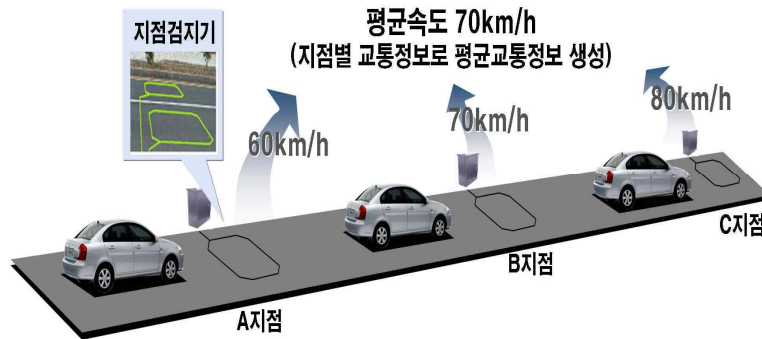 지점검지기
평균속도 70km/h
(지점별 교통정보로 평균교통정보 생성)
60km/h
70km/h
80km/h
A지점
B지점
C지점